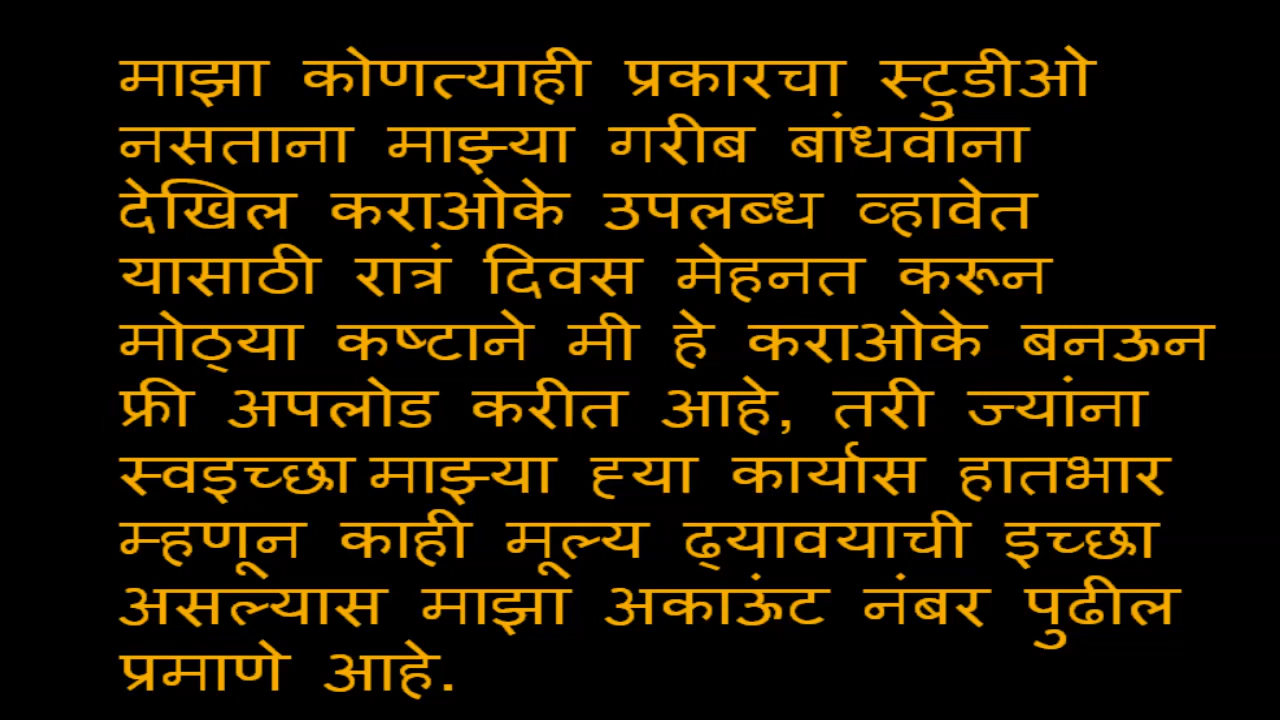 माझा कोणत्याही प्रकारचा स्टुडीओ
नसताना माझ्या गरीब बांधवांना
देखिल कराओके उपलब्ध व्हावेत
यासाठी रात्रं दिवस मेहनत करून
मोठ्या कष्टाने मी हे कराओके बनऊन
फ्री अपलोड करीत आहे, तरी ज्यांना
स्वइच्छा माझ्या ह्या कार्यास हातभार
म्हणून काही मूल्य ढ्यावयाची इच्छा
असल्यास माझा अकाऊंट नंबर पुढील
प्रमाणे आहे.